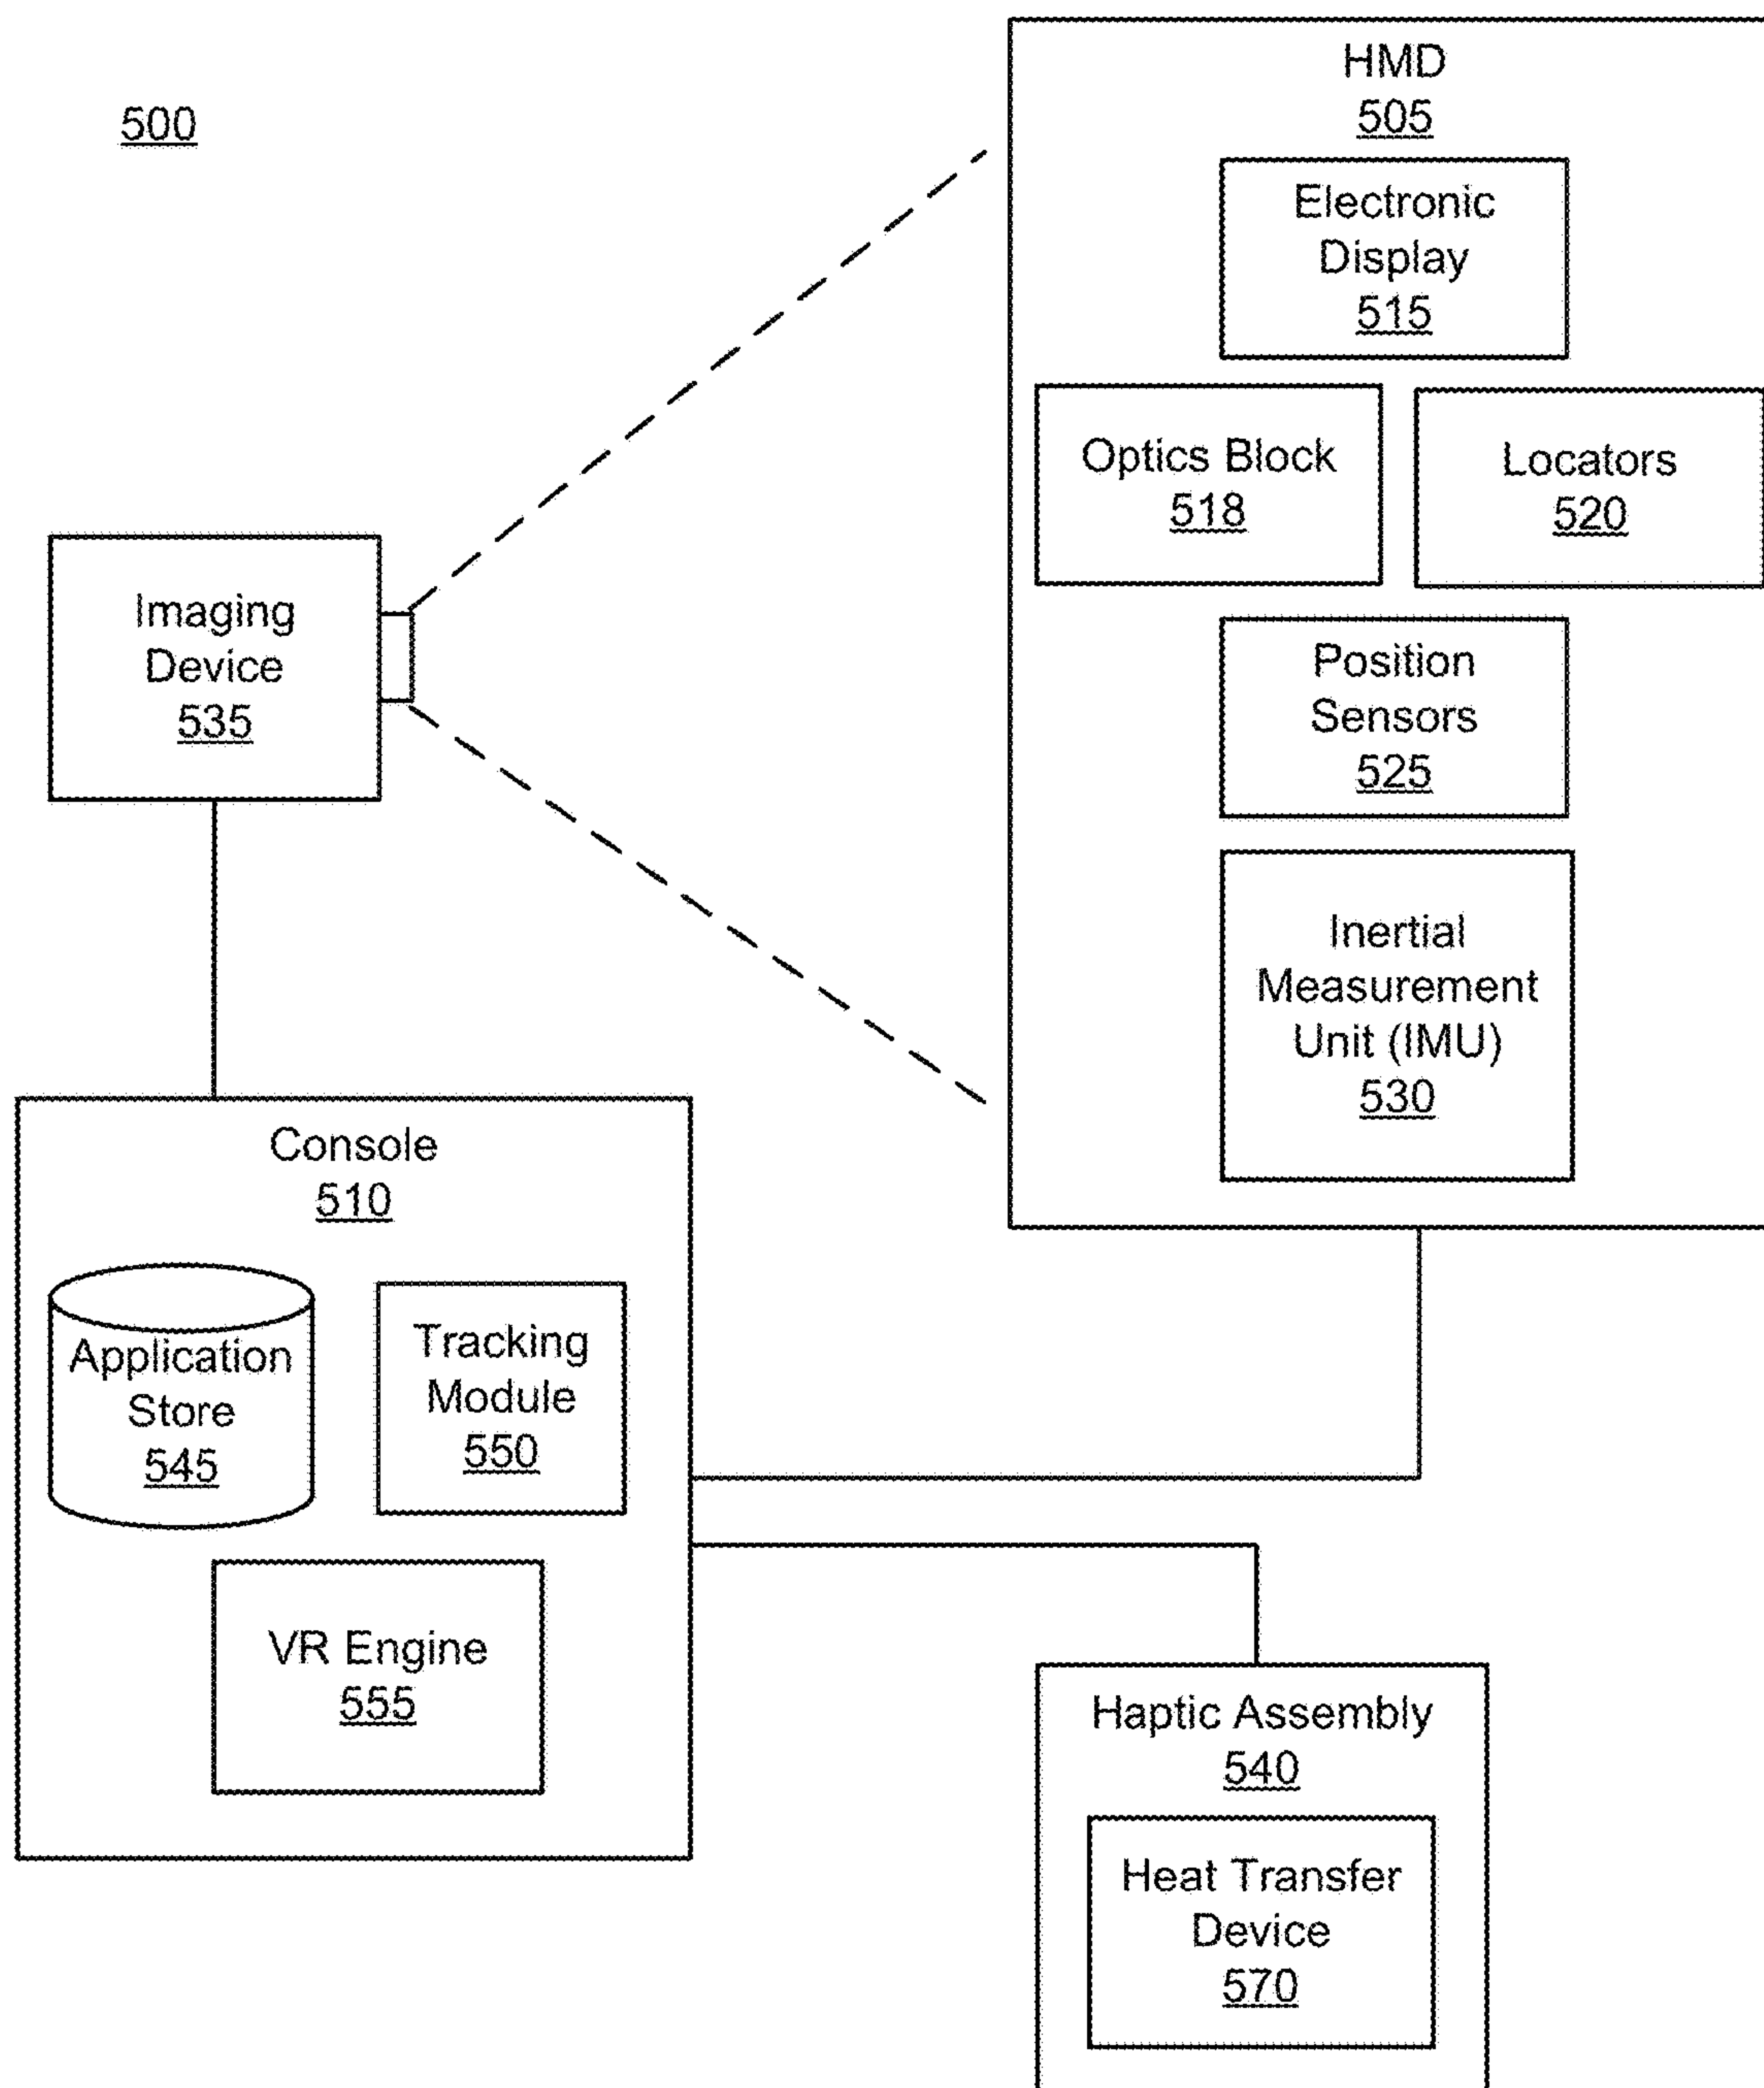 500
HMD
505
Electronic
Display
515
Optics Block
518
Locators
520
Position
Sensors
525
Inertial
Measurement
Unit (IMU)
530
Imaging
Device
535
Console
510
Application
Store
545
Tracking
Module
550
VR Engine
555
Haptic Assembly
540
Heat Transfer
Device
570